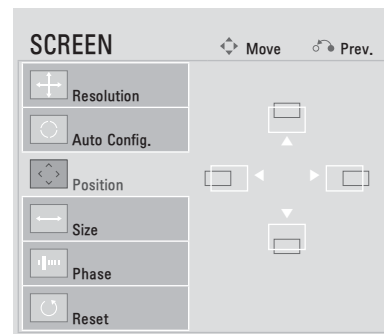 SCREEN Move Prev.
Resolution
Auto Config.
Position
Size
Phase
Reset